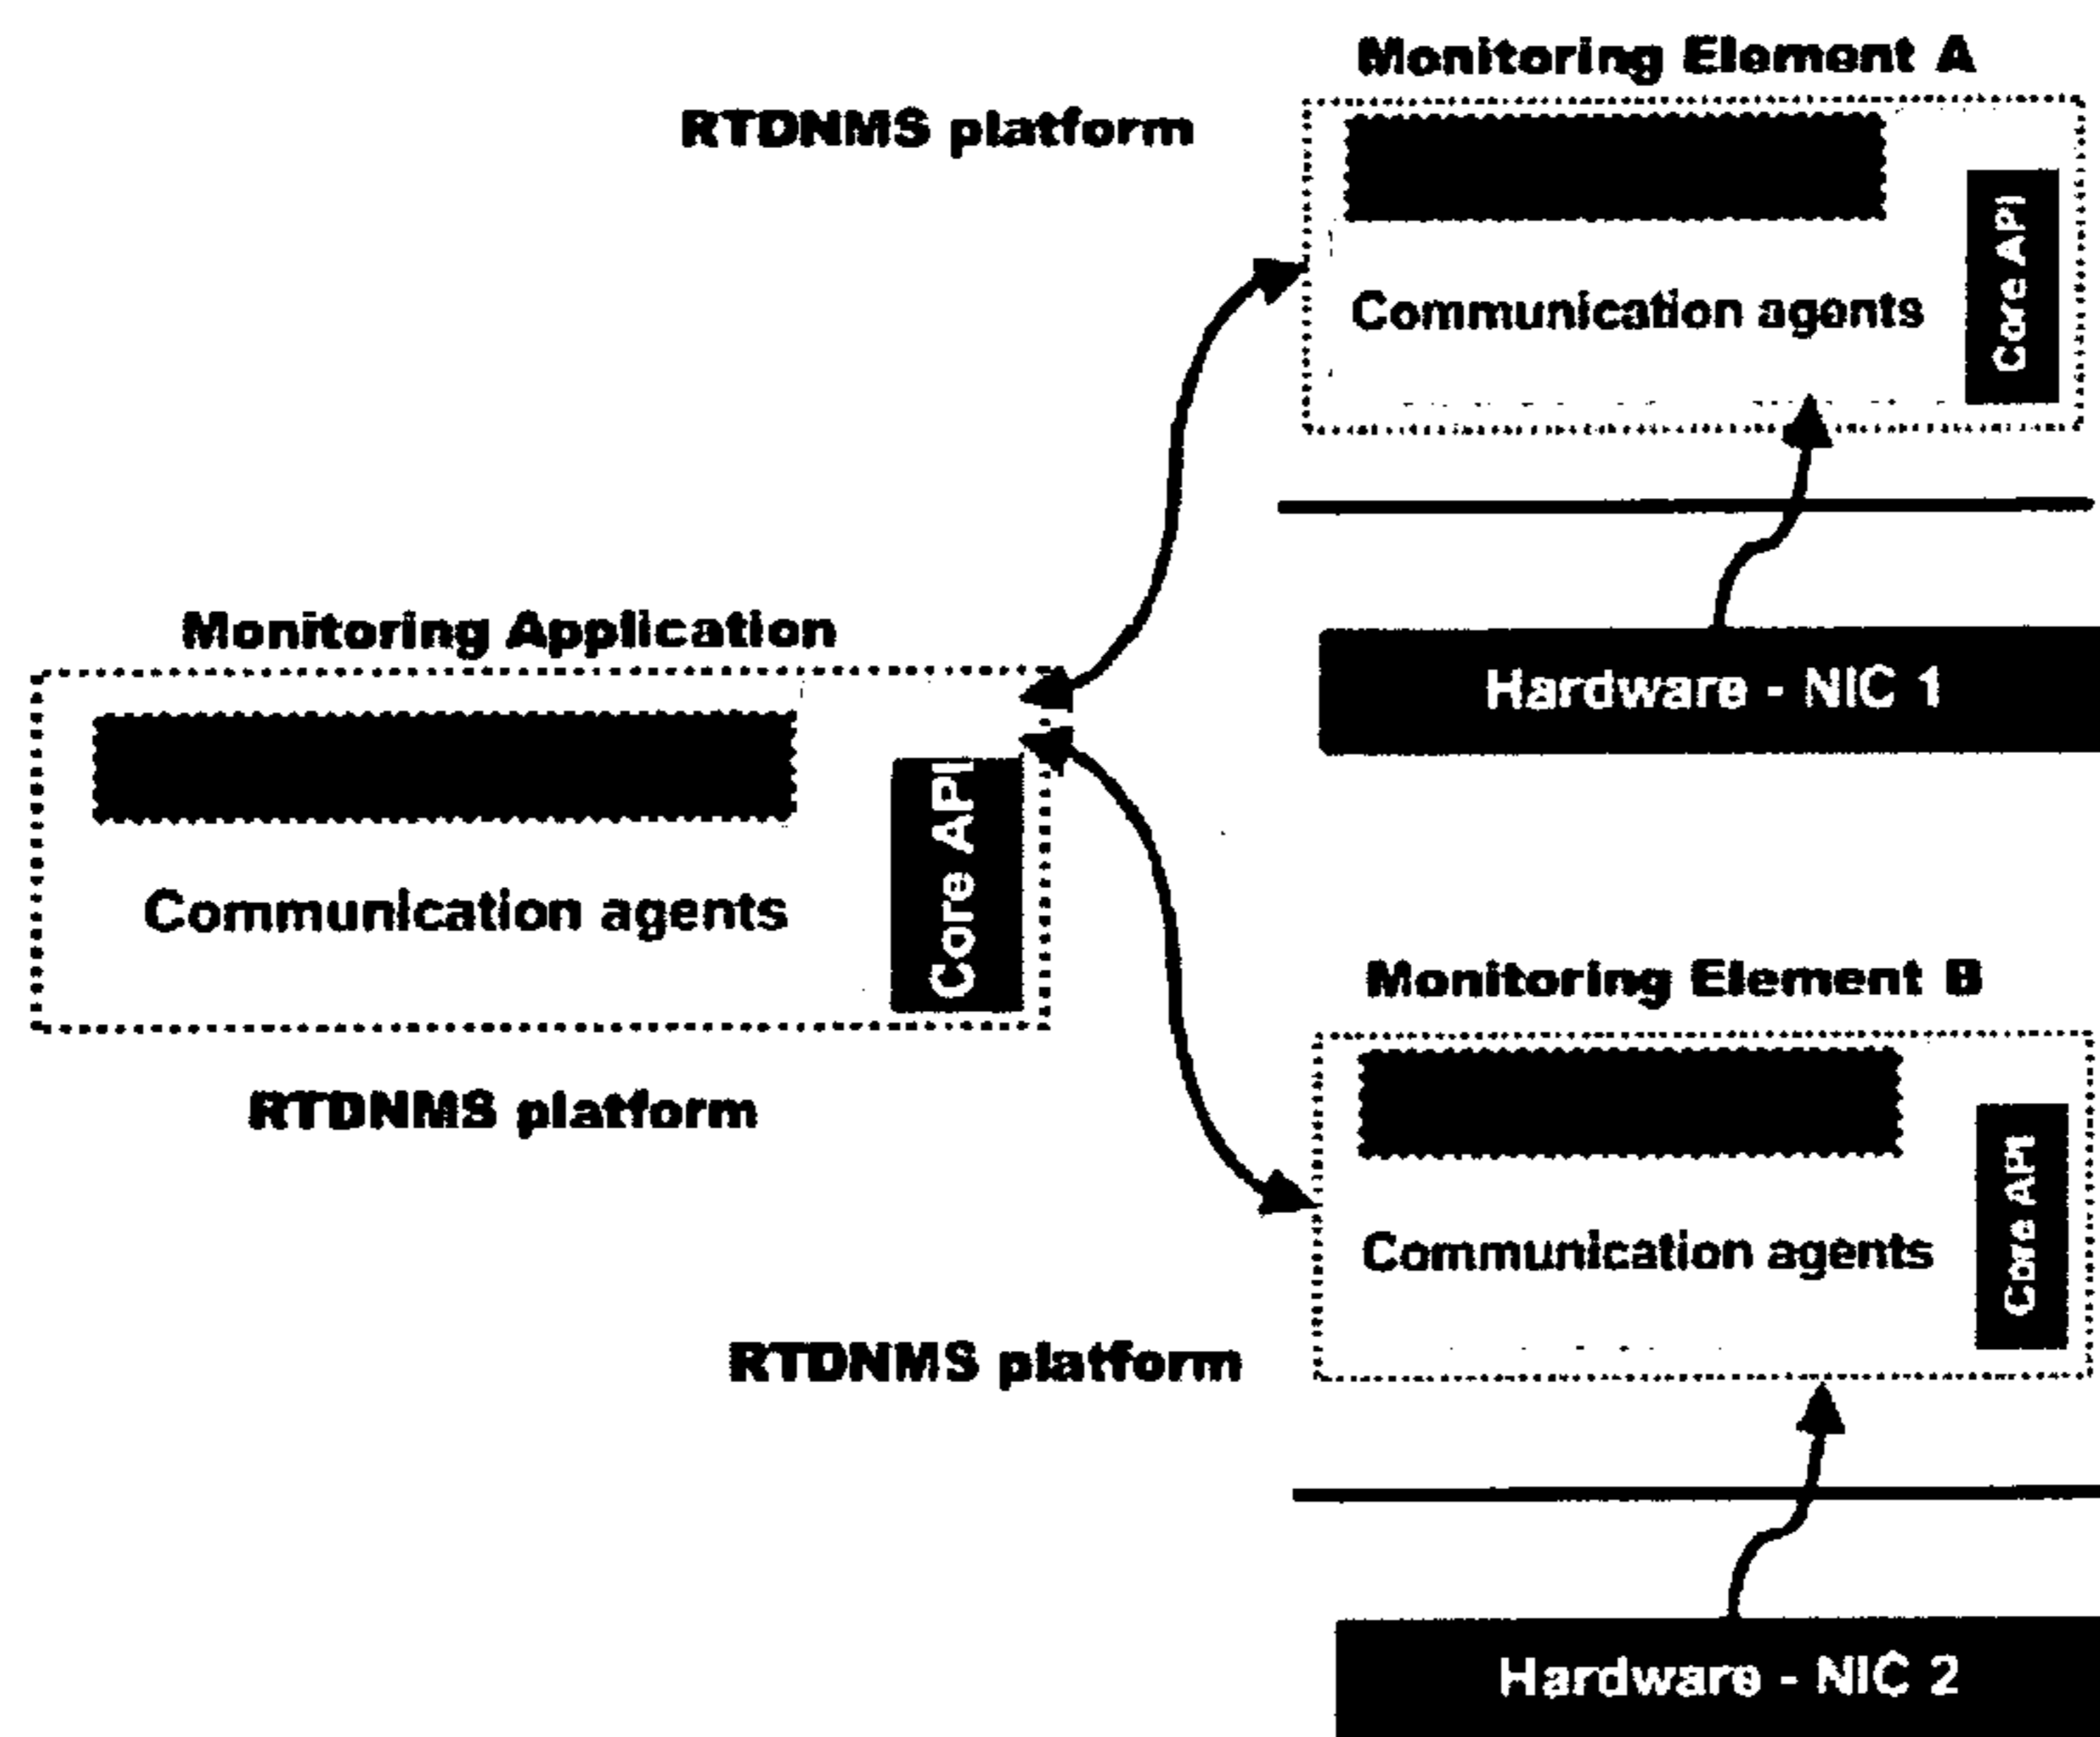 Monitoring Element A
RTDNMS platform
Communication agents
Core API
Hardware - NIC 1
Monitoring Application
Communication agents
Core API
RTDNMS platform
Monitoring Element B
Communication agents
Core API
RTDNMS platform
Hardware - NIC 2